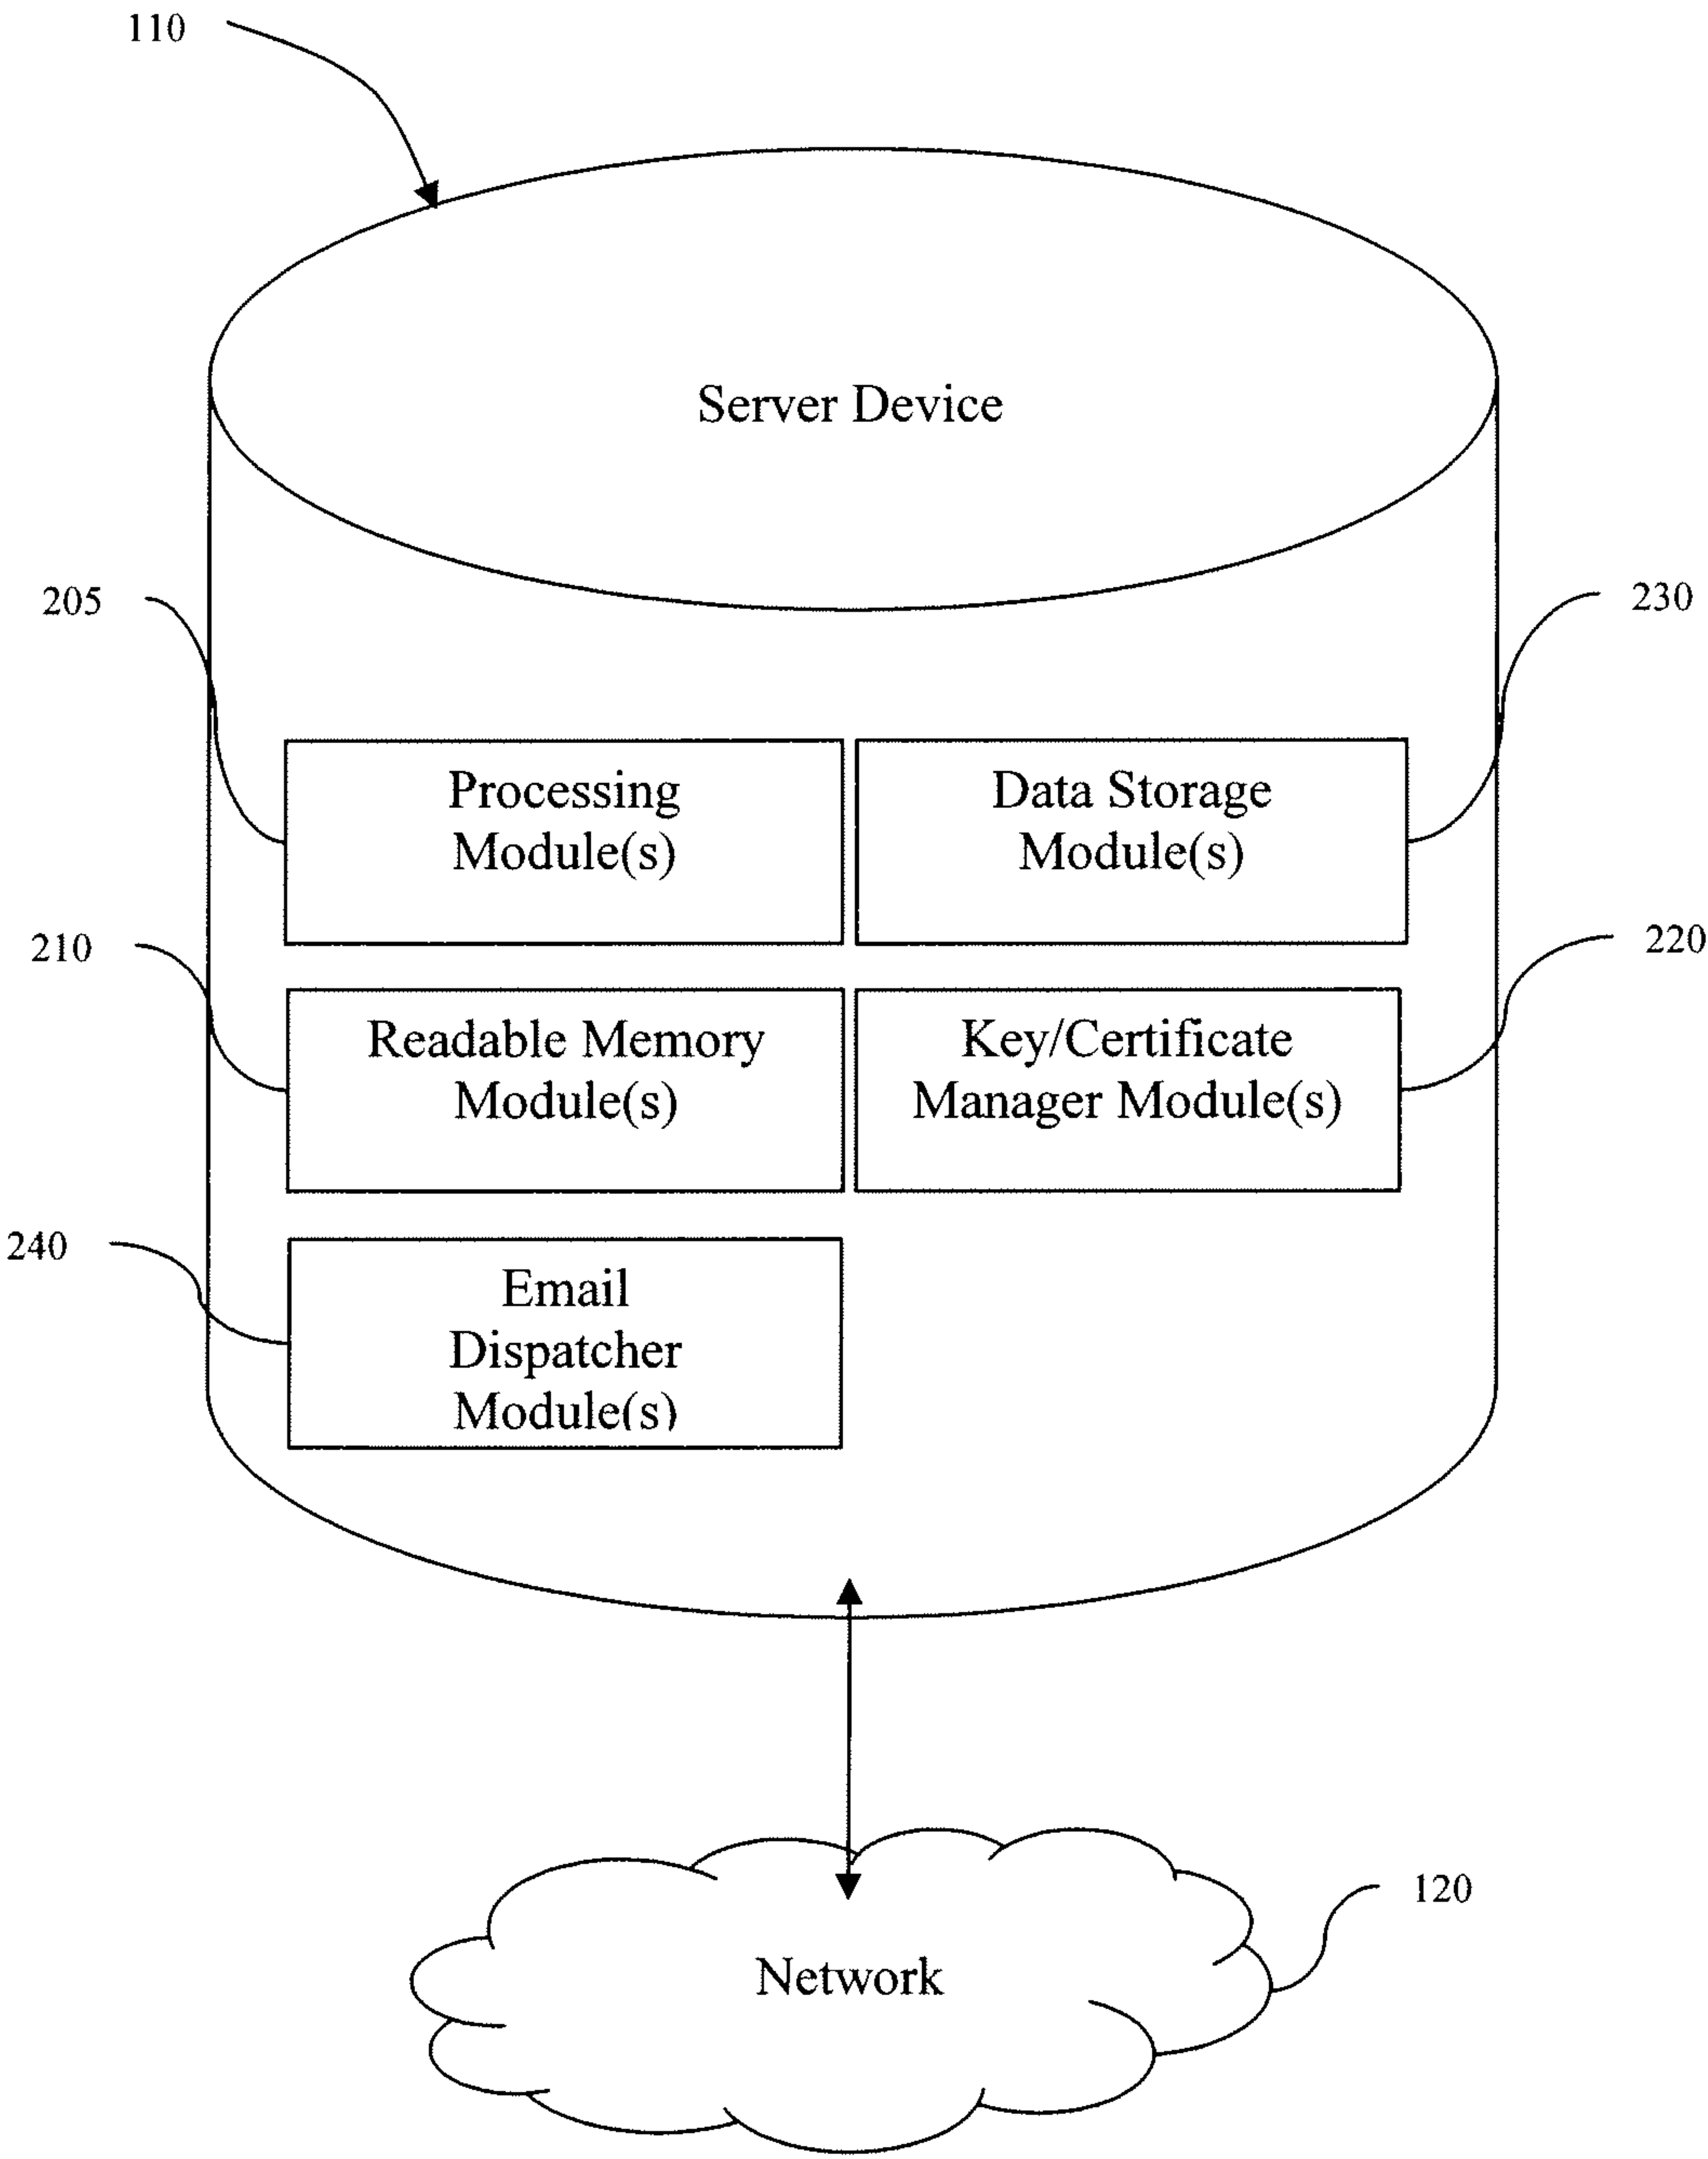 110
Server Device
205
230
Processing
Module(s)
Data Storage
Module(s)
210
220
Readable Memory
Module(s)
Key/Certificate
Manager Module(s)
240
Email
Dispatcher
Module(s)
120
Network